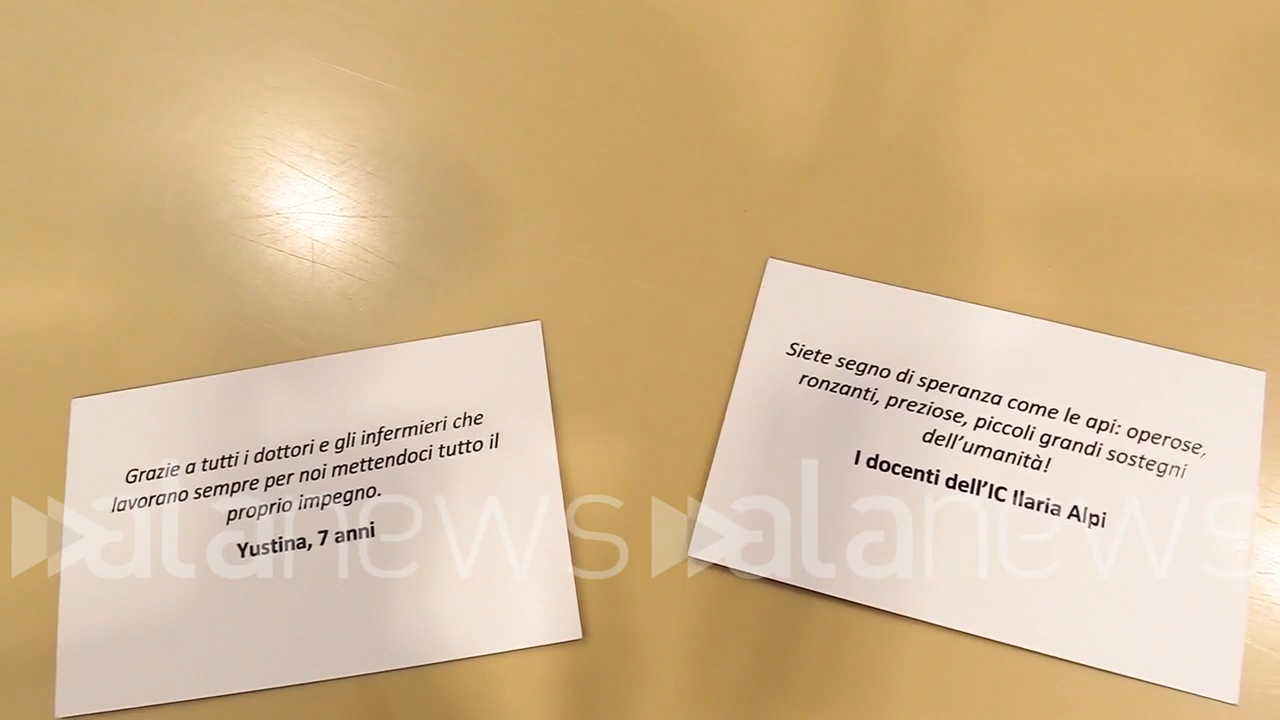 Grazie a tutti i dottori e gli infermieri che
lavorano sempre per noi mettendoci tutto il
proprio impegno.
Yustina, 7 anni
Siete segno di speranza come le api: operose,
ronzanti, preziose, piccoli grandi sostegni
dell'umanità!
I docenti dell'IC Ilaria Alpi
alanews
alanews